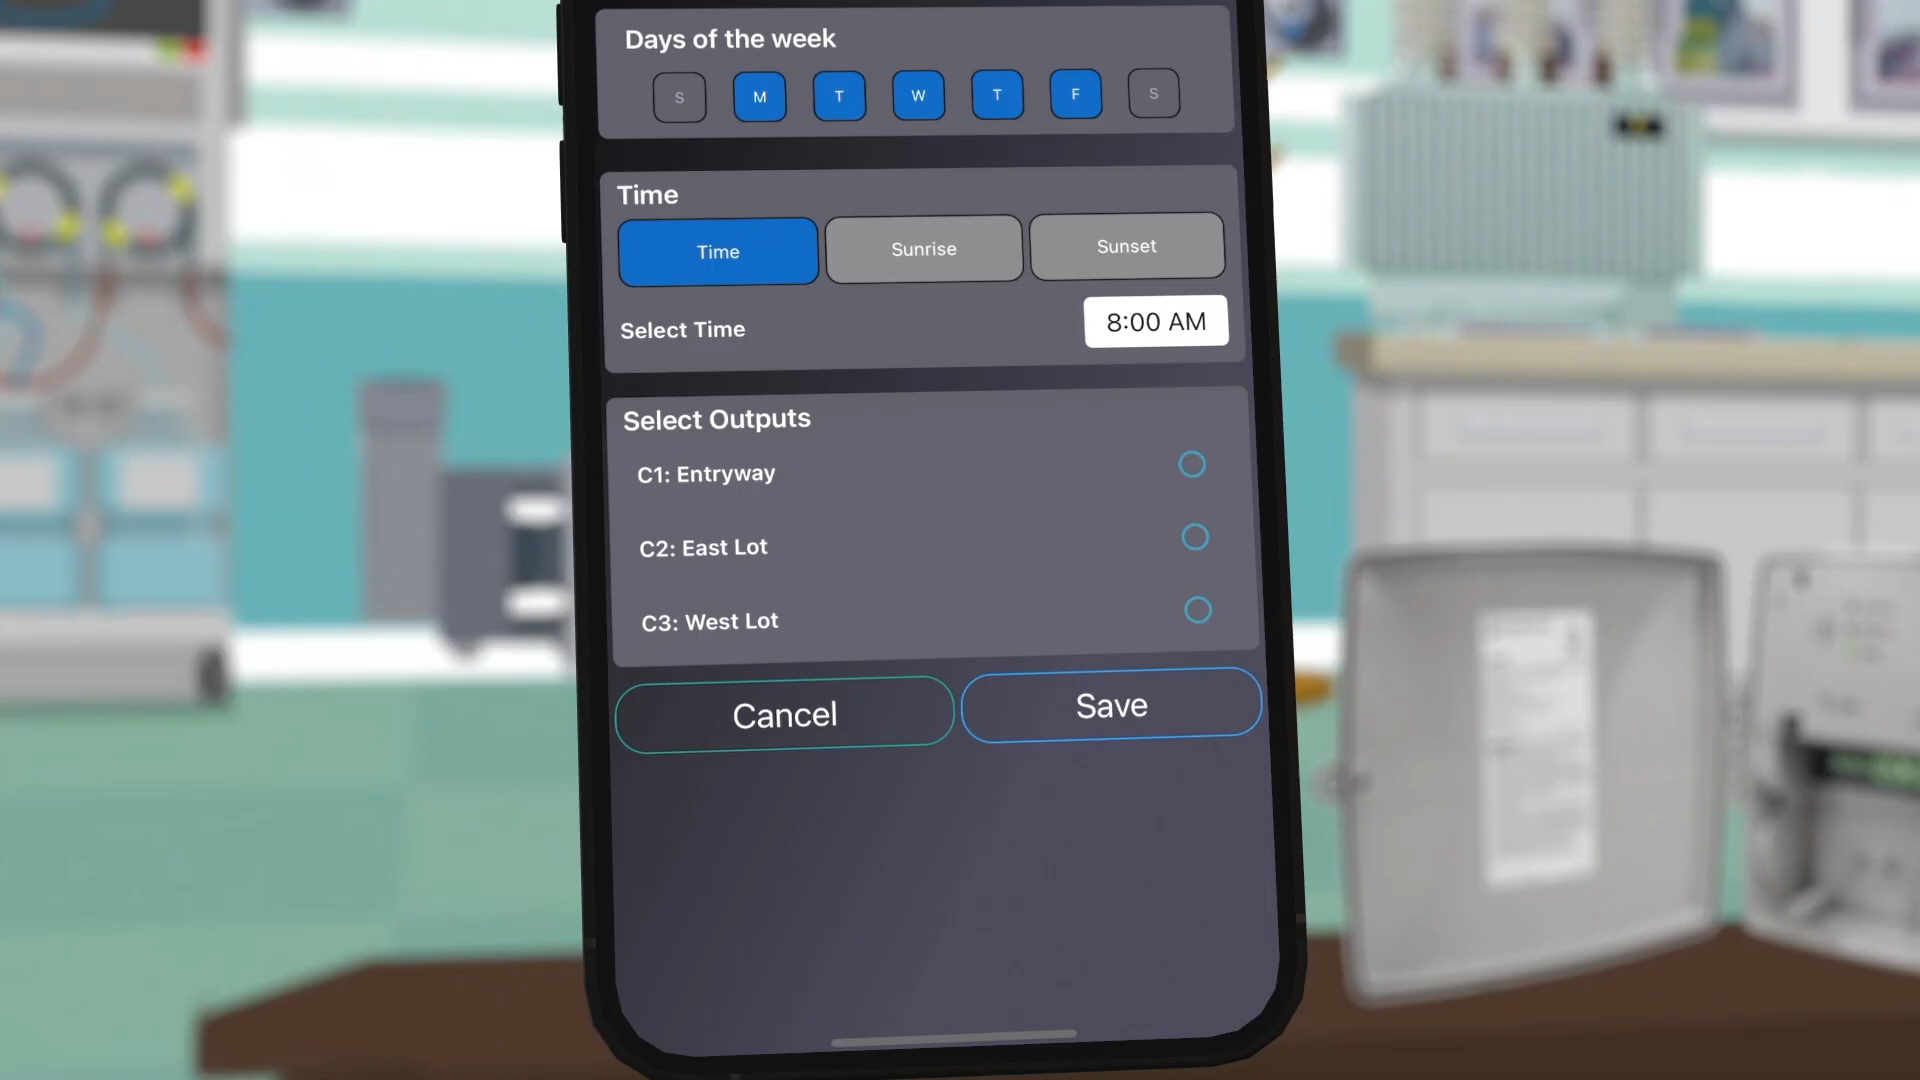 Days of the week
S M T W T F S
Time
Time Sunrise Sunset
Select Time 8:00 AM
Select Outputs
C1: Entryway
C2: East Lot
C3: West Lot
Cancel Save